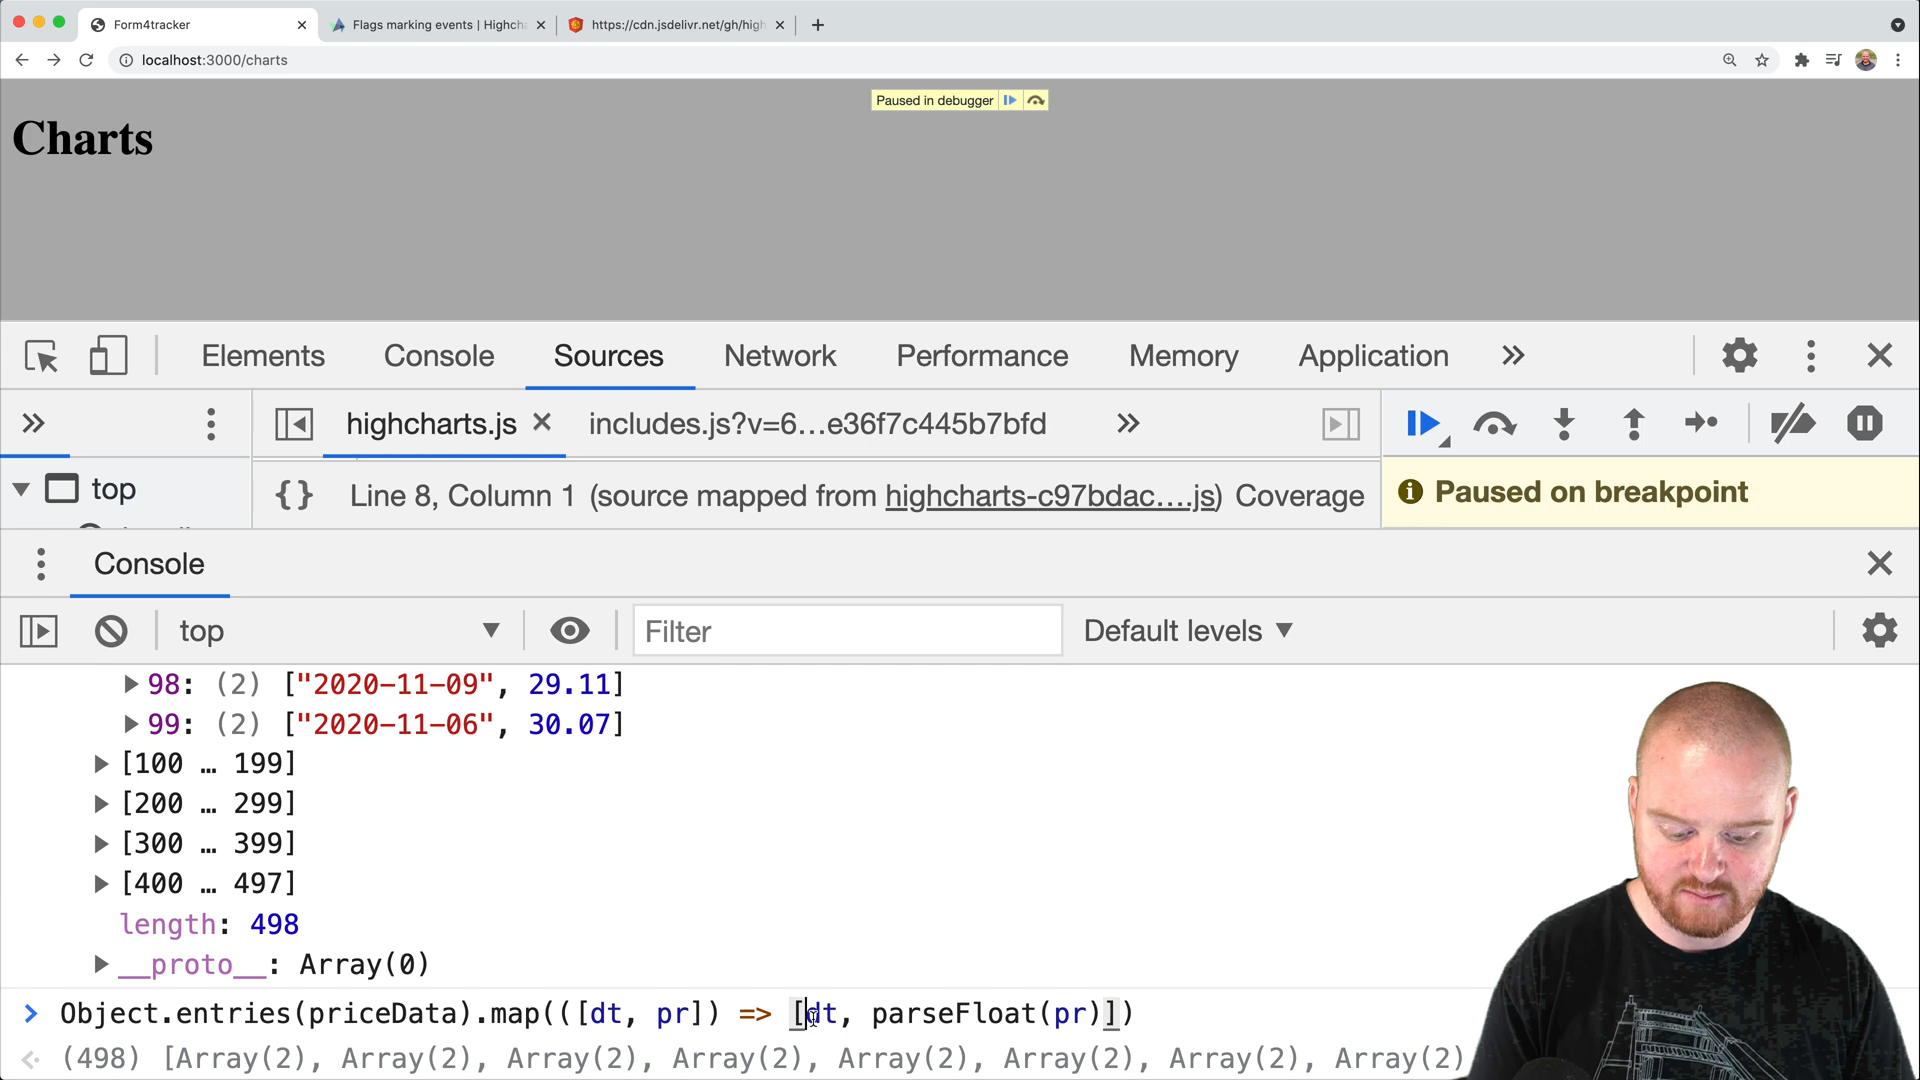 Form4tracker
Flags marking events | Highcha
https://cdn.jsdelivr.net/gh/high
localhost:3000/charts
Paused in debugger
Charts
Elements
Console
Sources
Network
Performance
Memory
Application
highcharts.js
includes.js?v=6…e36f7c445b7bfd
top
{} Line 8, Column 1 (source mapped from highcharts-c97bdac….js) Coverage
Paused on breakpoint
Console
top
Filter
Default levels
98: (2) ["2020-11-09", 29.11]
99: (2) ["2020-11-06", 30.07]
[100 … 199]
[200 … 299]
[300 … 399]
[400 … 497]
length: 498
__proto__: Array(0)
Object.entries(priceData).map(([dt, pr]) => [dt, parseFloat(pr)])
(498) [Array(2), Array(2), Array(2), Array(2), Array(2), Array(2), Array(2), Array(2)